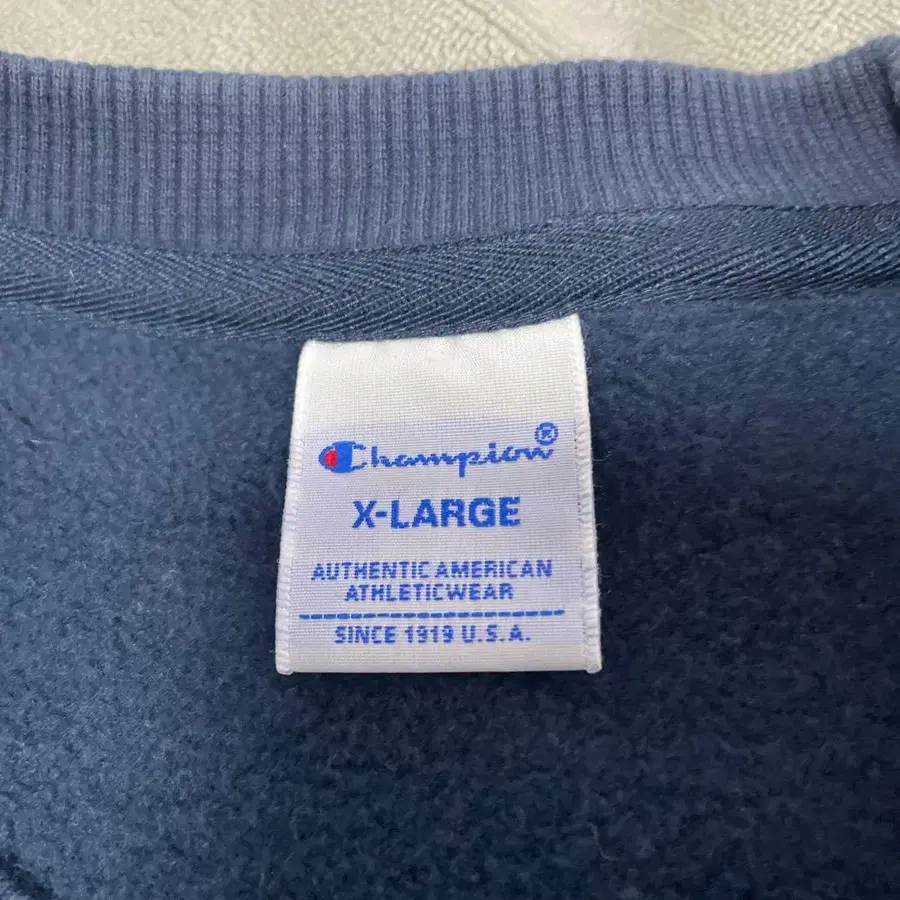 Champion®
X-LARGE
AUTHENTIC AMERICAN
ATHLETICWEAR
SINCE 1919 U.S.A.